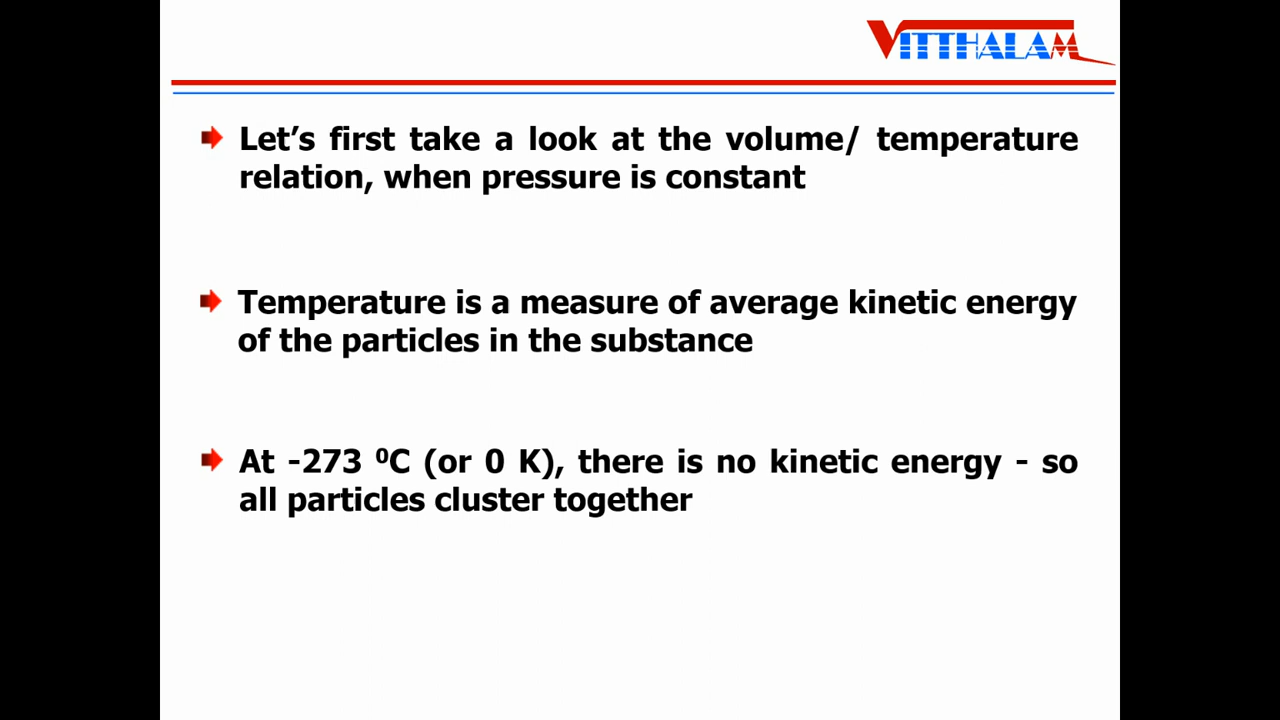 VITTHALAM
Let’s first take a look at the volume/ temperature
relation, when pressure is constant
Temperature is a measure of average kinetic energy
of the particles in the substance
At -273 ⁰C (or 0 K), there is no kinetic energy - so
all particles cluster together